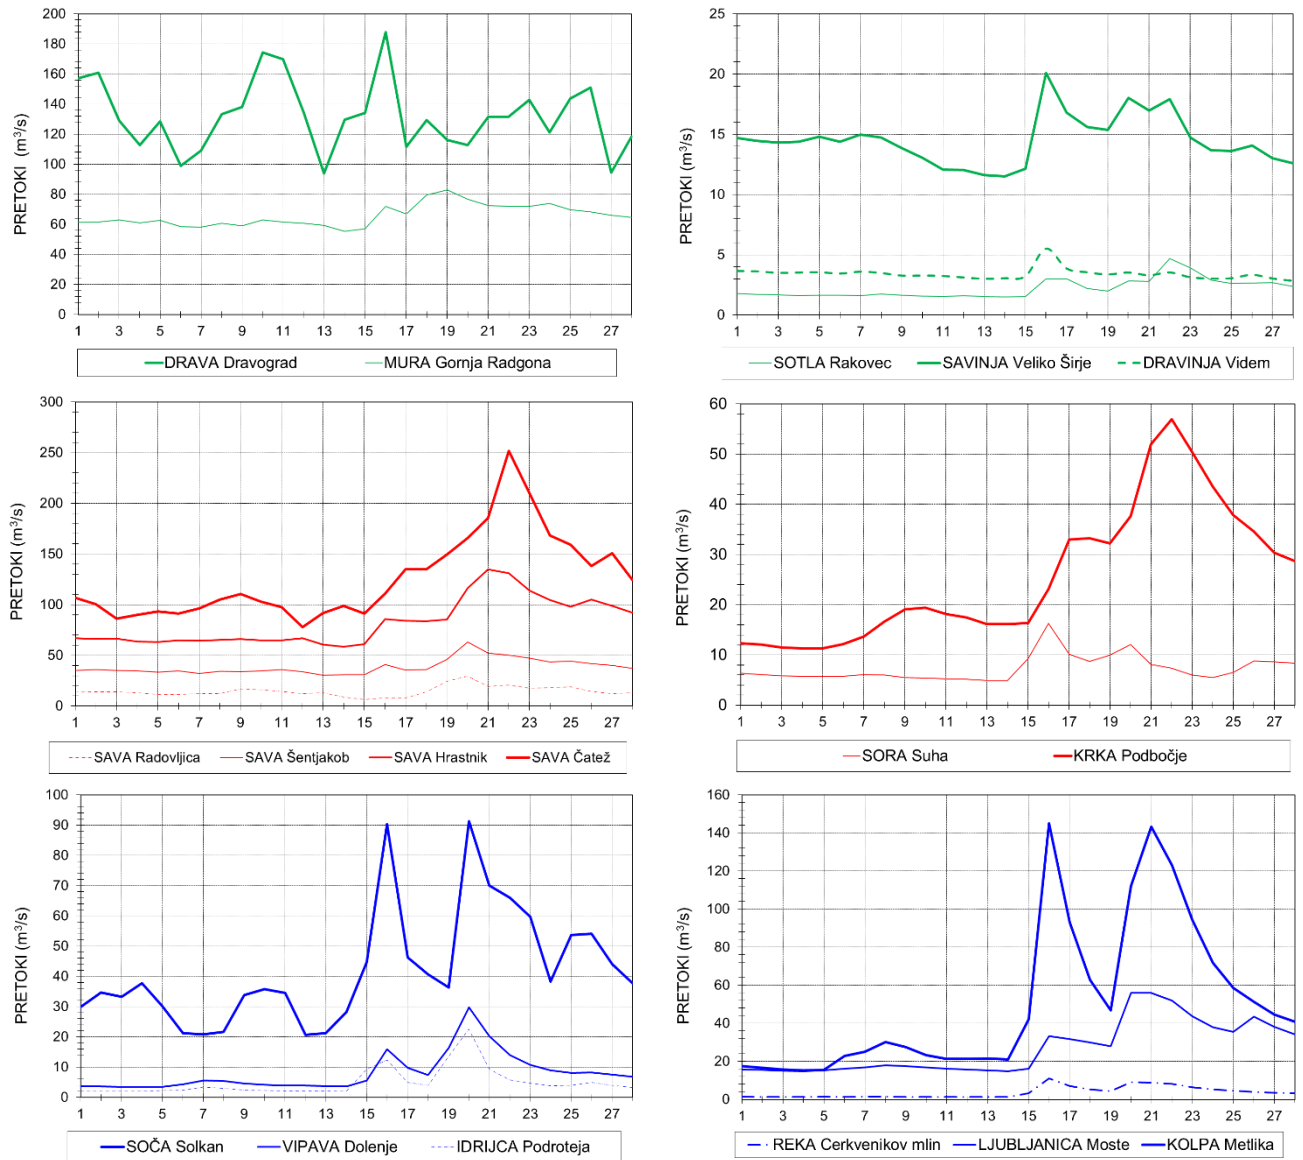 PRETOKI (m³/s)
200
180
160
140
120
100
80
60
40
20
0
1 3 5 7 9 11 13 15 17 19 21 23 25 27
DRAVA Dravograd MURA Gornja Radgona
PRETOKI (m³/s)
25
20
15
10
5
0
1 3 5 7 9 11 13 15 17 19 21 23 25 27
SOTLA Rakovec SAVINJA Veliko Širje DRAVINJA Videm
PRETOKI (m³/s)
300
250
200
150
100
50
0
1 3 5 7 9 11 13 15 17 19 21 23 25 27
SAVA Radovljica SAVA Šentjakob SAVA Hrastnik SAVA Čatež
PRETOKI (m³/s)
60
50
40
30
20
10
0
1 3 5 7 9 11 13 15 17 19 21 23 25 27
SORA Suha KRKA Podbočje
PRETOKI (m³/s)
100
90
80
70
60
50
40
30
20
10
0
1 3 5 7 9 11 13 15 17 19 21 23 25 27
SOČA Solkan VIPAVA Dolenje IDRIJCA Podroteja
PRETOKI (m³/s)
160
140
120
100
80
60
40
20
0
1 3 5 7 9 11 13 15 17 19 21 23 25 27
REKA Cerkvenikov mlin LJUBLJANICA Moste KOLPA Metlika